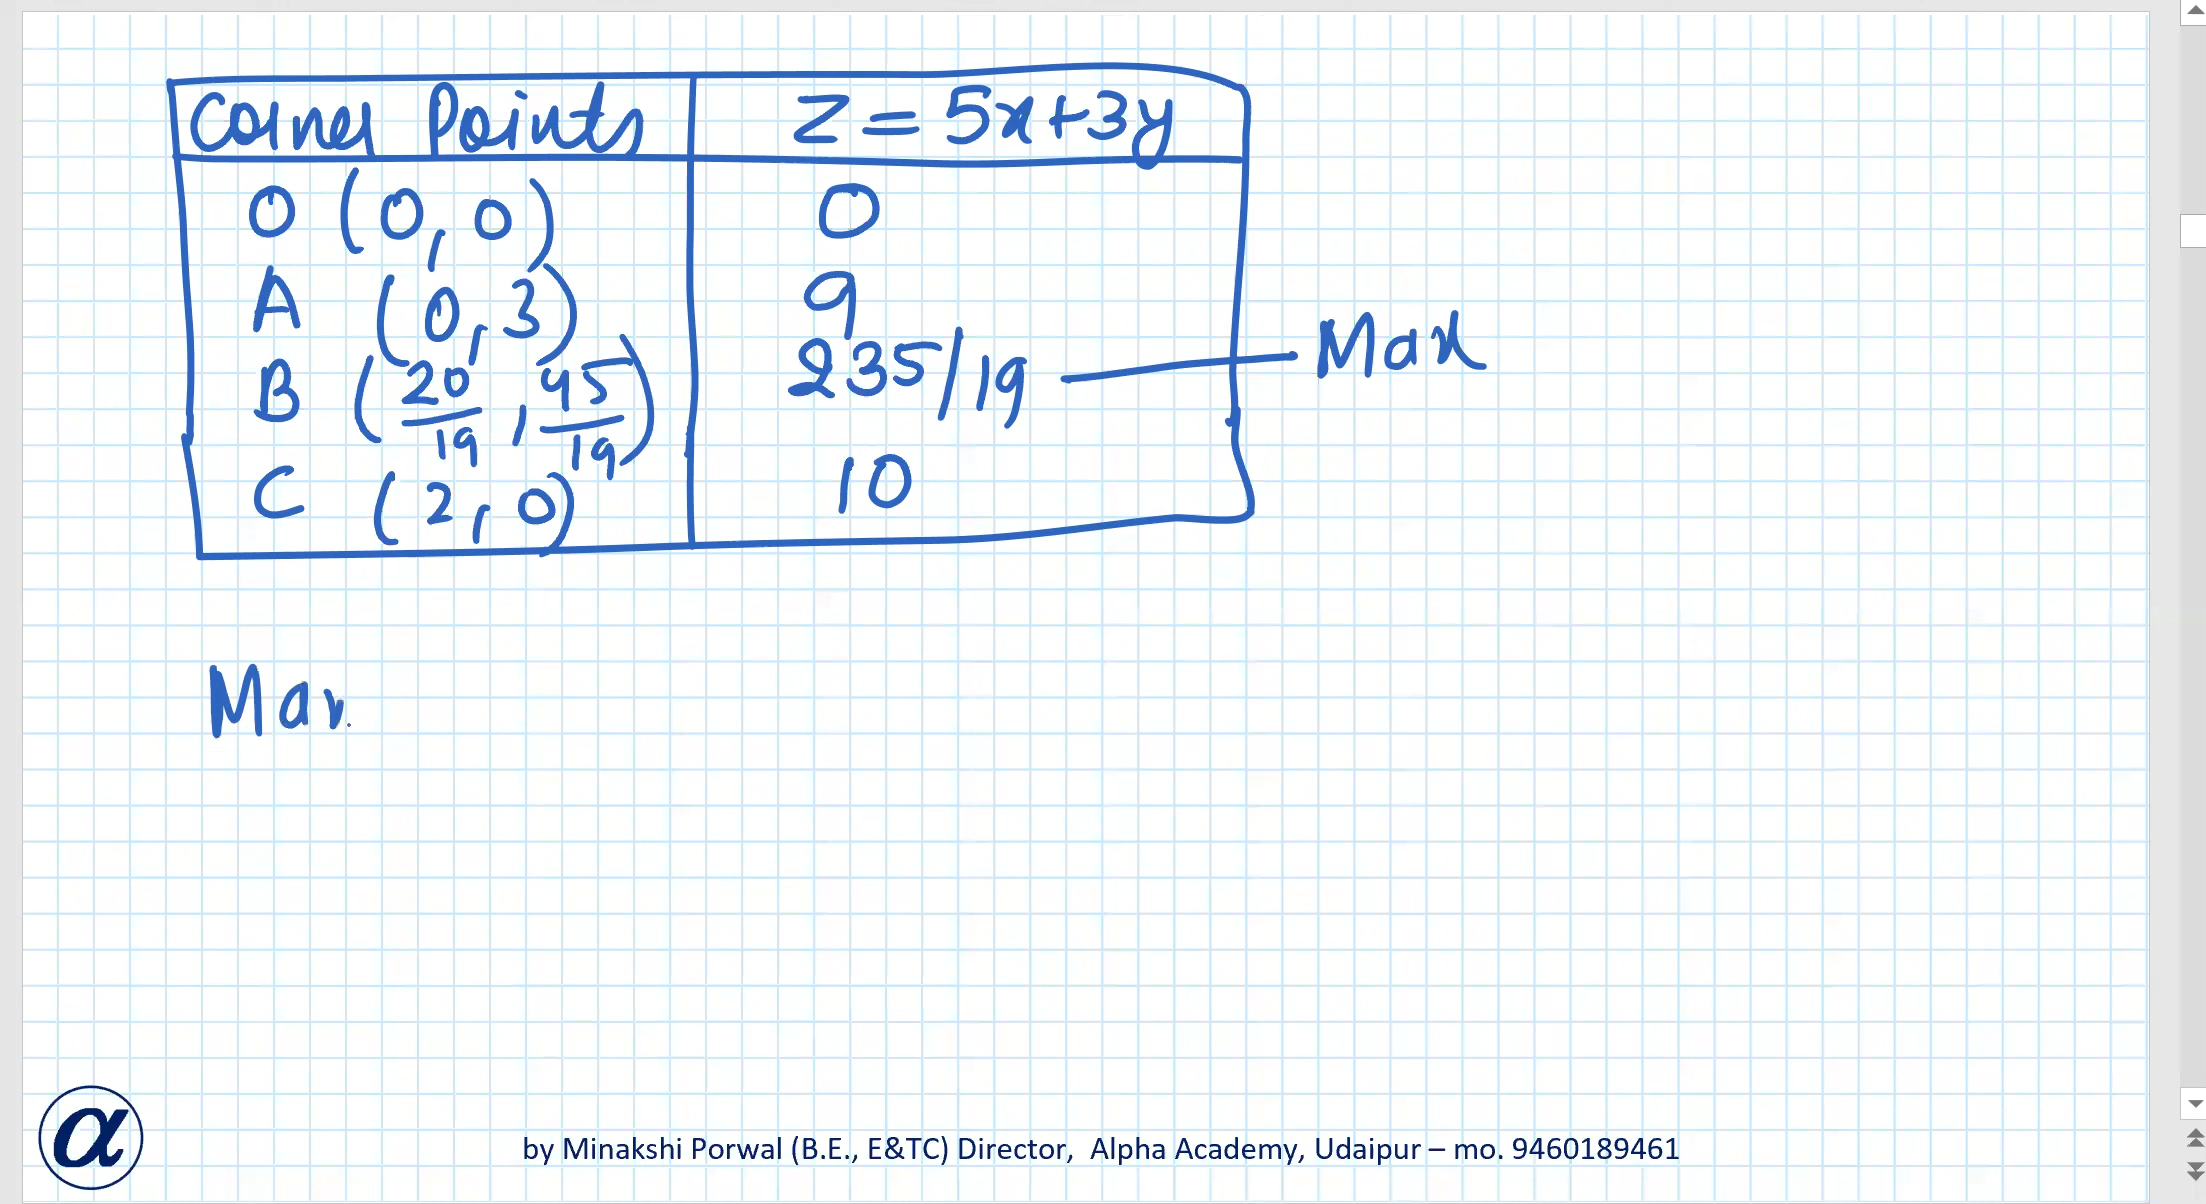 Corner Points Z = 5x+3y
O (0, 0) 0
A (0, 3) 9
B (20/19, 45/19) 235/19 Max
C (2, 0) 10
Max
α
by Minakshi Porwal (B.E., E&TC) Director, Alpha Academy, Udaipur – mo. 9460189461